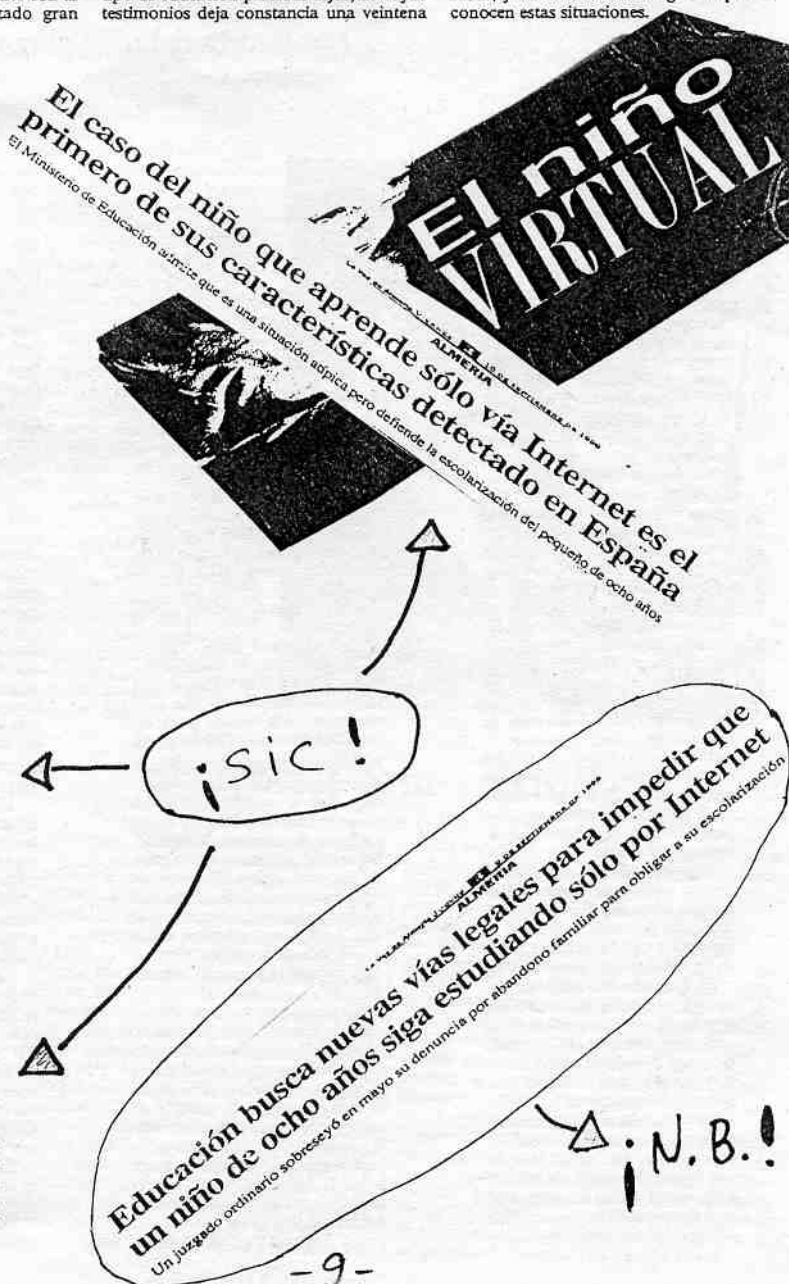 tado gran
testimonios deja constancia una veintena
conocen estas situaciones.
El niño
VIRTUAL
El caso del niño que aprende sólo vía Internet es el
primero de sus características detectado en España
El Ministerio de Educación admite que es una situación atípica pero defiende la escolarización del pequeño de ocho años
ALMERIA
¡sic!
ALMERIA
Educación busca nuevas vías legales para impedir que
un niño de ocho años siga estudiando sólo por Internet
Un juzgado ordinario sobreseyó en mayo su denuncia por abandono familiar para obligar a su escolarización
¡N.B.!
-9-